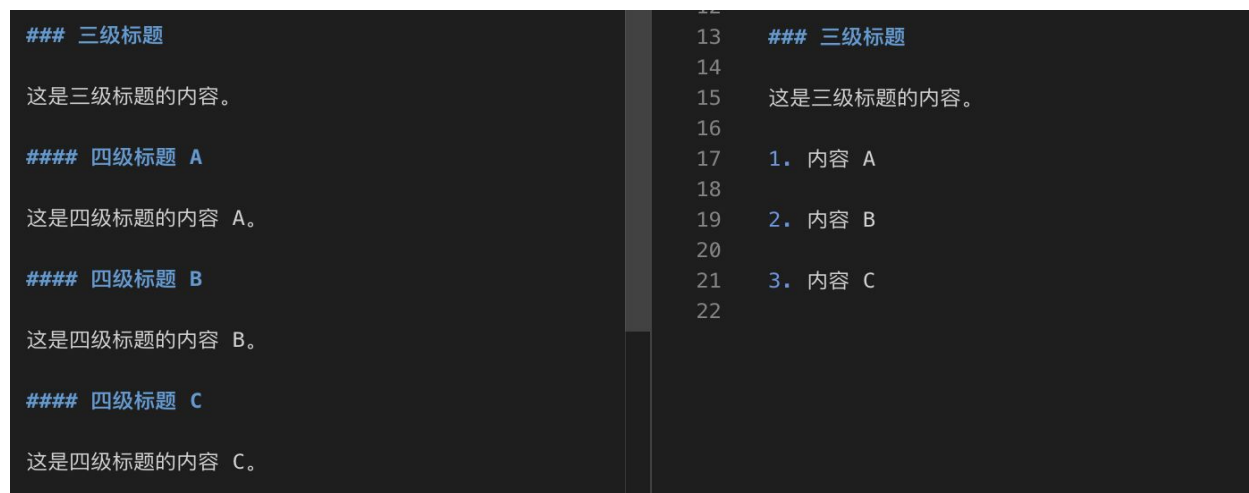 ### 三级标题
这是三级标题的内容。
#### 四级标题 A
这是四级标题的内容 A。
#### 四级标题 B
这是四级标题的内容 B。
#### 四级标题 C
这是四级标题的内容 C。
12
13 ### 三级标题
14
15 这是三级标题的内容。
16
17 1. 内容 A
18
19 2. 内容 B
20
21 3. 内容 C
22